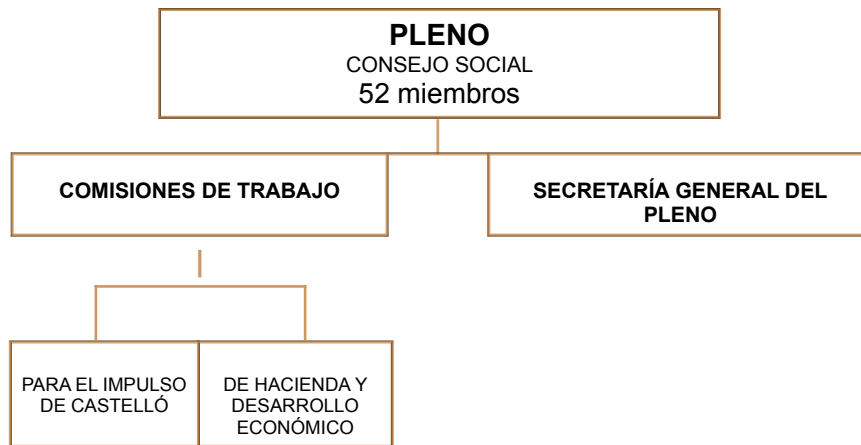 PLENO
CONSEJO SOCIAL
52 miembros
COMISIONES DE TRABAJO
SECRETARÍA GENERAL DEL
PLENO
PARA EL IMPULSO
DE CASTELLÓ
DE HACIENDA Y
DESARROLLO
ECONÓMICO